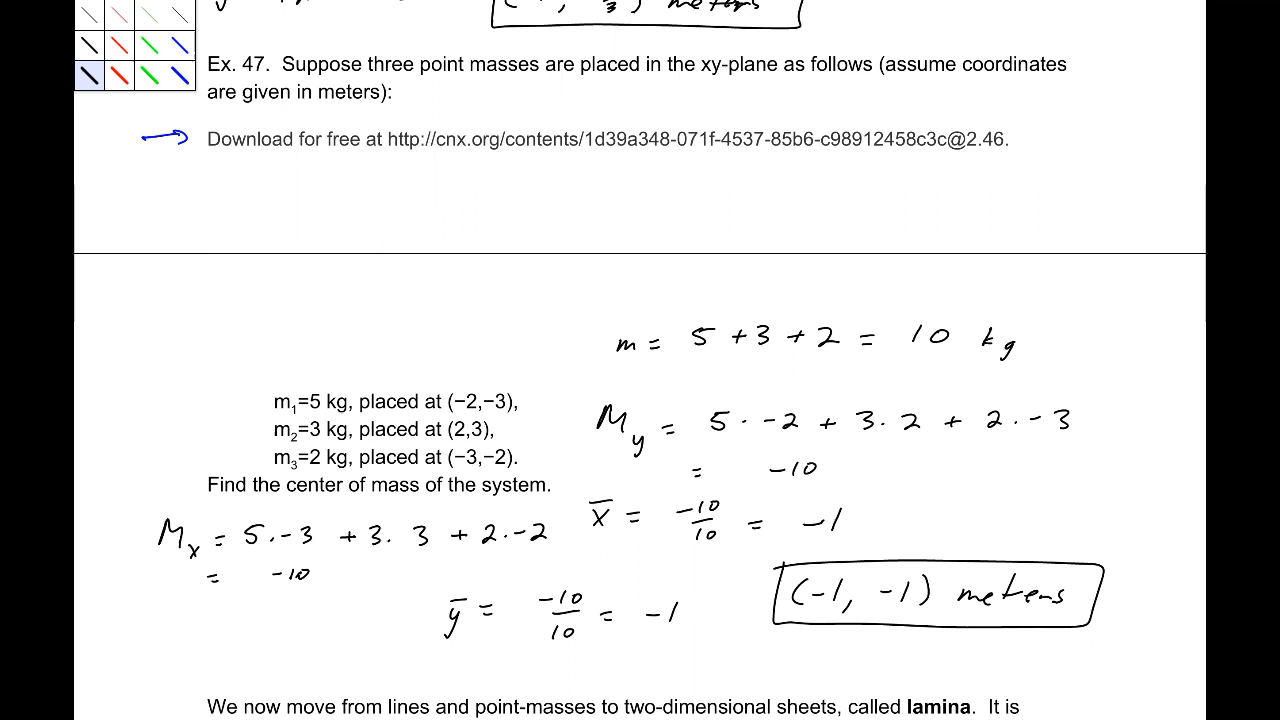 meters
Ex. 47. Suppose three point masses are placed in the xy-plane as follows (assume coordinates
are given in meters):
Download for free at http://cnx.org/contents/1d39a348-071f-4537-85b6-c98912458c3c@2.46.
m = 5 + 3 + 2 = 10 kg
m₁=5 kg, placed at (−2,−3),
m₂=3 kg, placed at (2,3),
m₃=2 kg, placed at (−3,−2).
Find the center of mass of the system.
M_y = 5 · -2 + 3 · 2 + 2 · -3
= -10
x̄ = -10/10 = -1
M_x = 5 · -3 + 3 · 3 + 2 · -2
= -10
ȳ = -10/10 = -1
(-1, -1) meters
We now move from lines and point-masses to two-dimensional sheets, called lamina. It is